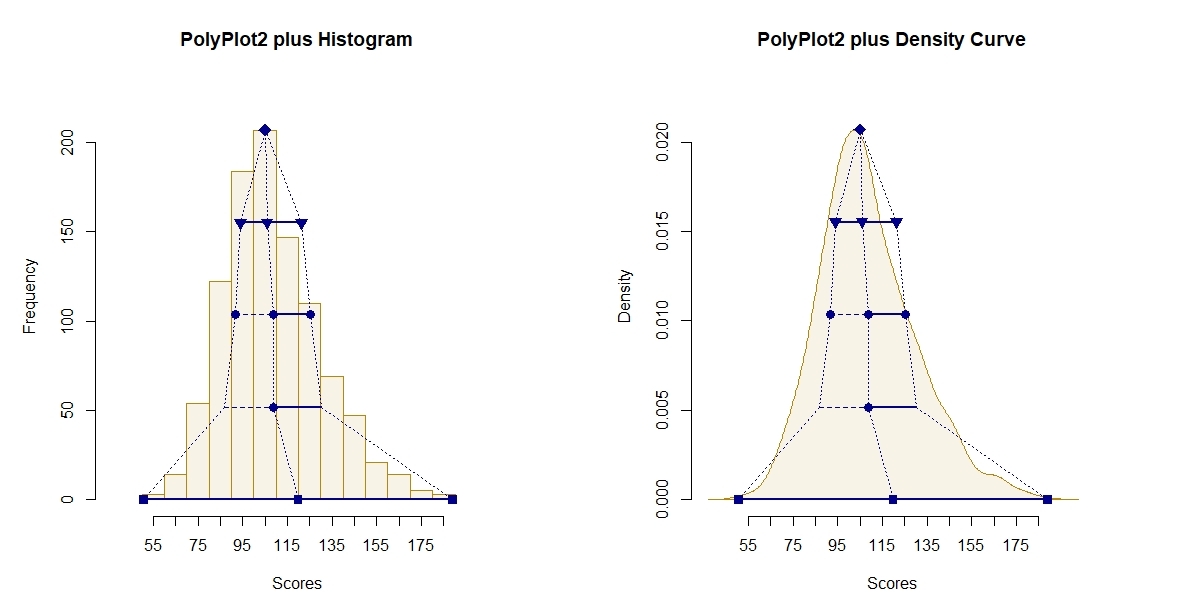 PolyPlot2 plus Histogram
Frequency
200
150
100
50
0
55 75 95 115 135 155 175
Scores
PolyPlot2 plus Density Curve
Density
0.020
0.015
0.010
0.005
0.000
55 75 95 115 135 155 175
Scores